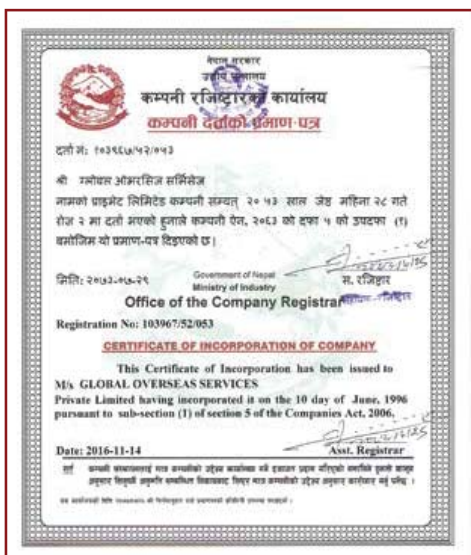 नेपाल सरकार
उद्योग मन्त्रालय
कम्पनी रजिष्ट्रारको कार्यालय
कम्पनी दर्ताको प्रमाण-पत्र
दर्ता नं: १०३९६७/५२/०५३
श्री ग्लोबल ओभरसिज सर्भिसेज
नामको प्राइभेट लिमिटेड कम्पनी सम्वत् २०५३ साल जेष्ठ महिना २८ गते
रोज २ मा दर्ता भएको हुनाले कम्पनी ऐन, २०६३ को दफा ५ को उपदफा (१)
बमोजिम यो प्रमाण-पत्र दिइएको छ।
मिति: २०७३-०७-२९
स. रजिष्ट्रार
Government of Nepal
Ministry of Industry
Office of the Company Registrar
Registration No: 103967/52/053
CERTIFICATE OF INCORPORATION OF COMPANY
This Certificate of Incorporation has been issued to
M/s GLOBAL OVERSEAS SERVICES
Private Limited having incorporated it on the 10 day of June, 1996
pursuant to sub-section (1) of section 5 of the Companies Act, 2006.
Date: 2016-11-14
Asst. Registrar